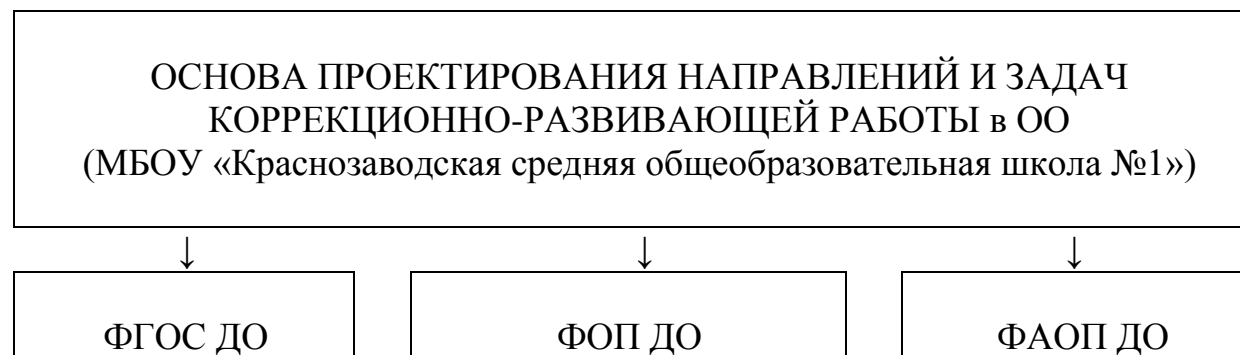 ОСНОВА ПРОЕКТИРОВАНИЯ НАПРАВЛЕНИЙ И ЗАДАЧ
КОРРЕКЦИОННО-РАЗВИВАЮЩЕЙ РАБОТЫ в ОО
(МБОУ «Краснозаводская средняя общеобразовательная школа №1»)
↓ ↓ ↓
ФГОС ДО ФОП ДО ФАОП ДО